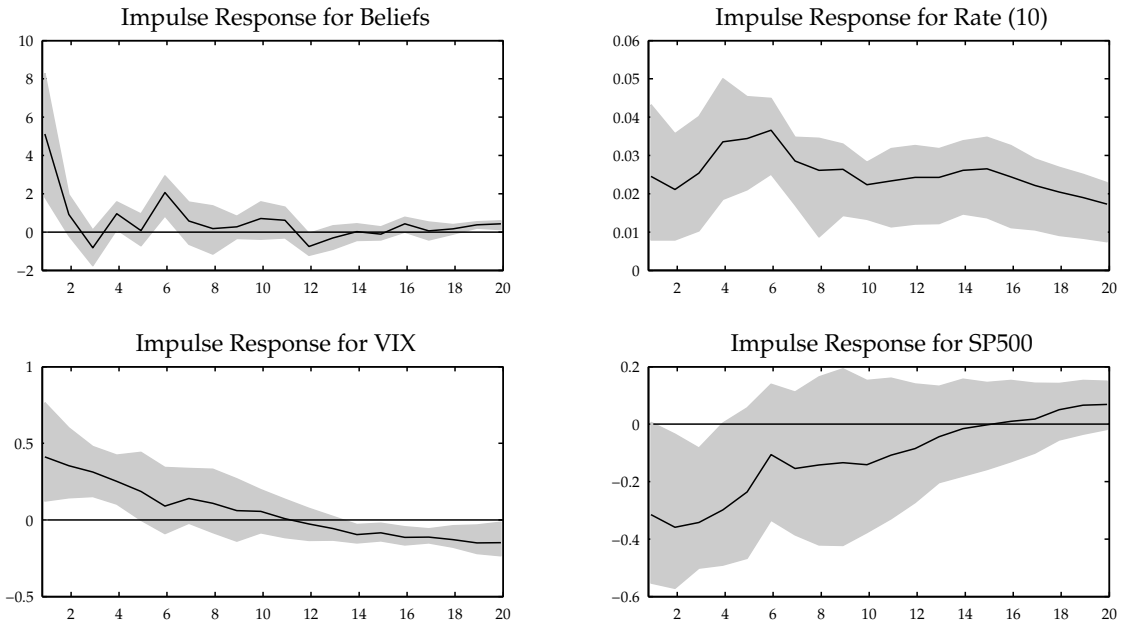 Impulse Response for Beliefs
10
8
6
4
2
0
−2
2 4 6 8 10 12 14 16 18 20
Impulse Response for Rate (10)
0.06
0.05
0.04
0.03
0.02
0.01
0
2 4 6 8 10 12 14 16 18 20
Impulse Response for VIX
1
0.5
0
−0.5
2 4 6 8 10 12 14 16 18 20
Impulse Response for SP500
0.2
0
−0.2
−0.4
−0.6
2 4 6 8 10 12 14 16 18 20